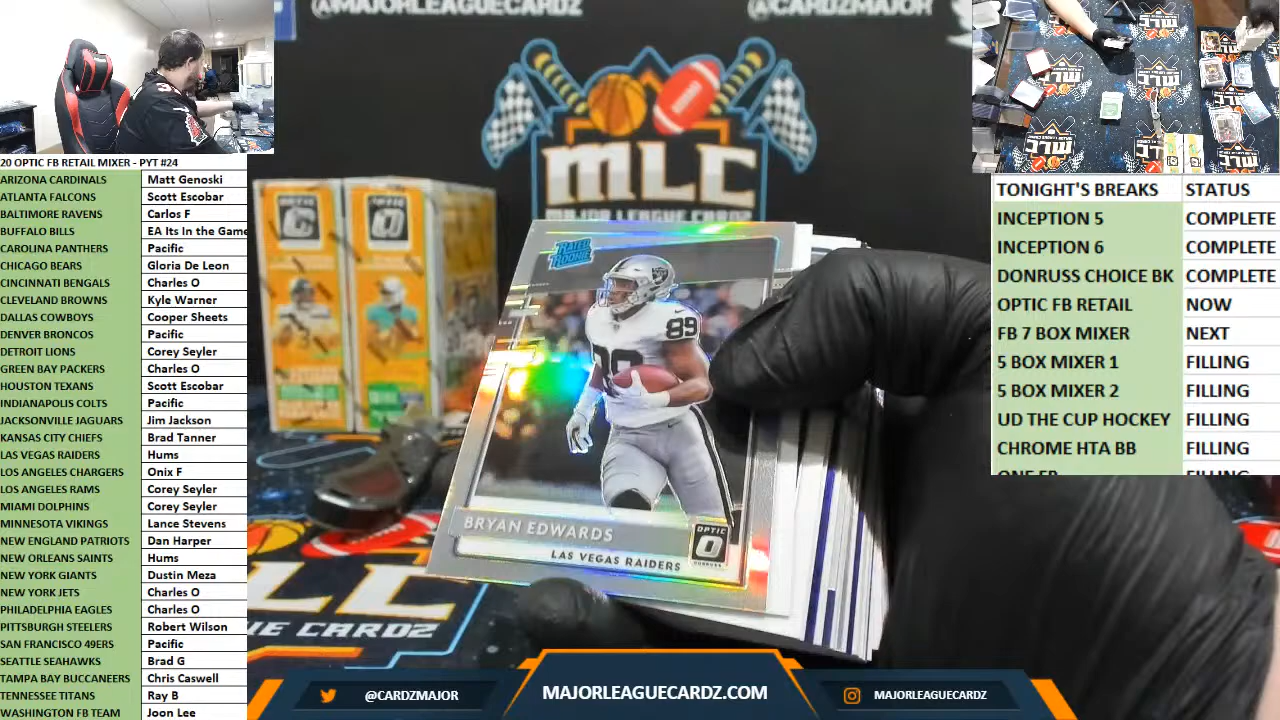 @MAJORLEAGUECARDZ
@CARDZMAJOR
MLC
MAJOR LEAGUE CARDZ
20 OPTIC FB RETAIL MIXER - PYT #24
ARIZONA CARDINALS Matt Genoski
ATLANTA FALCONS Scott Escobar
BALTIMORE RAVENS Carlos F
BUFFALO BILLS EA Its In the Game
CAROLINA PANTHERS Pacific
CHICAGO BEARS Gloria De Leon
CINCINNATI BENGALS Charles O
CLEVELAND BROWNS Kyle Warner
DALLAS COWBOYS Cooper Sheets
DENVER BRONCOS Pacific
DETROIT LIONS Corey Seyler
GREEN BAY PACKERS Charles O
HOUSTON TEXANS Scott Escobar
INDIANAPOLIS COLTS Pacific
JACKSONVILLE JAGUARS Jim Jackson
KANSAS CITY CHIEFS Brad Tanner
LAS VEGAS RAIDERS Hums
LOS ANGELES CHARGERS Onix F
LOS ANGELES RAMS Corey Seyler
MIAMI DOLPHINS Corey Seyler
MINNESOTA VIKINGS Lance Stevens
NEW ENGLAND PATRIOTS Dan Harper
NEW ORLEANS SAINTS Hums
NEW YORK GIANTS Dustin Meza
NEW YORK JETS Charles O
PHILADELPHIA EAGLES Charles O
PITTSBURGH STEELERS Robert Wilson
SAN FRANCISCO 49ERS Pacific
SEATTLE SEAHAWKS Brad G
TAMPA BAY BUCCANEERS Chris Caswell
TENNESSEE TITANS Ray B
WASHINGTON FB TEAM Joon Lee
TONIGHT'S BREAKS STATUS
INCEPTION 5 COMPLETE
INCEPTION 6 COMPLETE
DONRUSS CHOICE BK COMPLETE
OPTIC FB RETAIL NOW
FB 7 BOX MIXER NEXT
5 BOX MIXER 1 FILLING
5 BOX MIXER 2 FILLING
UD THE CUP HOCKEY FILLING
CHROME HTA BB FILLING
ONE FB FILLING
RATED ROOKIE
89
BRYAN EDWARDS
LAS VEGAS RAIDERS
OPTIC
DONRUSS
@CARDZMAJOR
MAJORLEAGUECARDZ.COM
MAJORLEAGUECARDZ